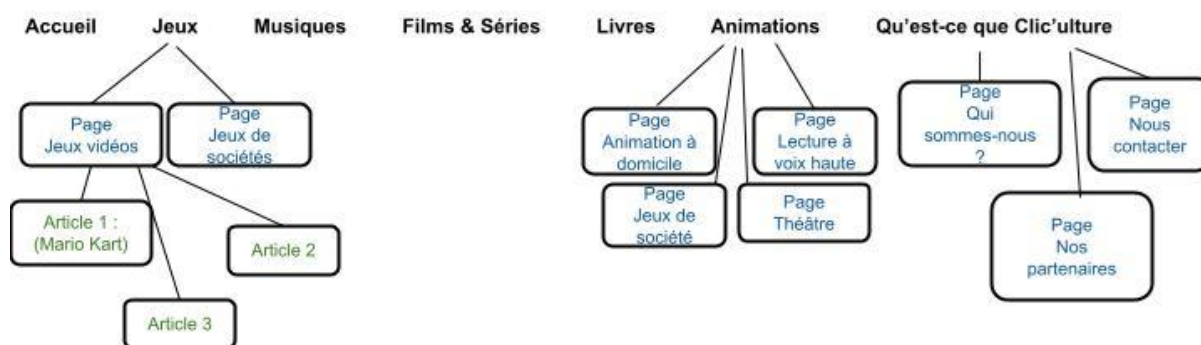 Accueil Jeux Musiques Films & Séries Livres Animations Qu’est-ce que Clic’ulture
Page
Jeux vidéos
Page
Jeux de
sociétés
Article 1 :
(Mario Kart)
Article 2
Article 3
Page
Animation à
domicile
Page
Lecture à
voix haute
Page
Jeux de
société
Page
Théâtre
Page
Qui
sommes-nous
?
Page
Nous
contacter
Page
Nos
partenaires